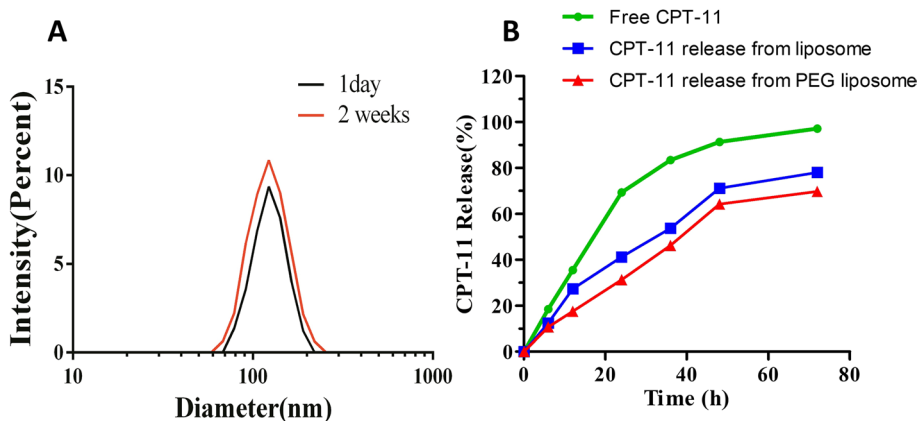 A
Intensity(Percent)
15
10
5
0
10
100
1000
Diameter(nm)
1day
2 weeks
B
Free CPT-11
CPT-11 release from liposome
CPT-11 release from PEG liposome
CPT-11 Release(%)
120
100
80
60
40
20
0
0
20
40
60
80
Time (h)